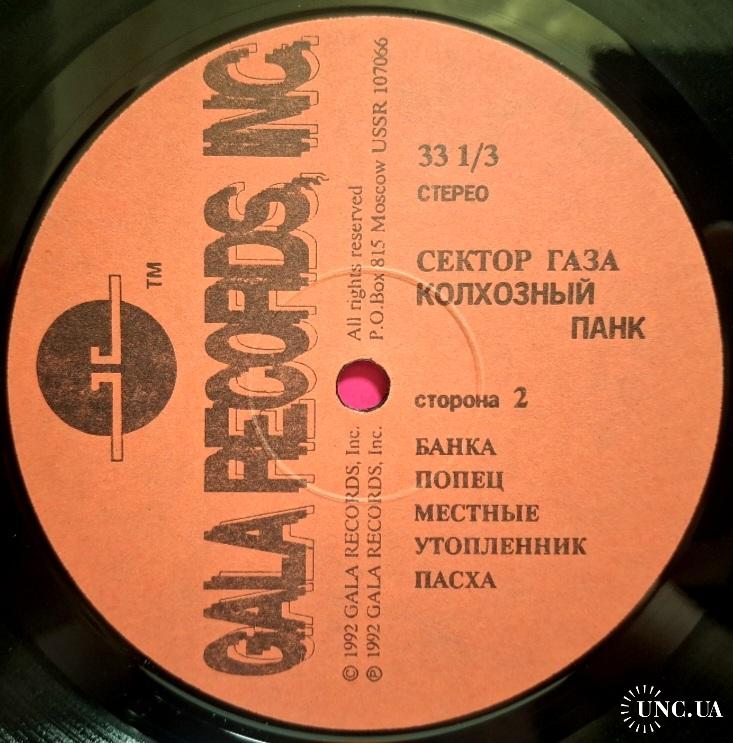 GALA RECORDS, INC.
TM
© 1992 GALA RECORDS, Inc. All rights reserved
℗ 1992 GALA RECORDS, Inc. P.O.Box 815 Moscow USSR 107066
33 1/3
СТЕРЕО
СЕКТОР ГАЗА
КОЛХОЗНЫЙ
ПАНК
сторона 2
БАНКА
ПОПЕЦ
МЕСТНЫЕ
УТОПЛЕННИК
ПАСХА
UNC.UA